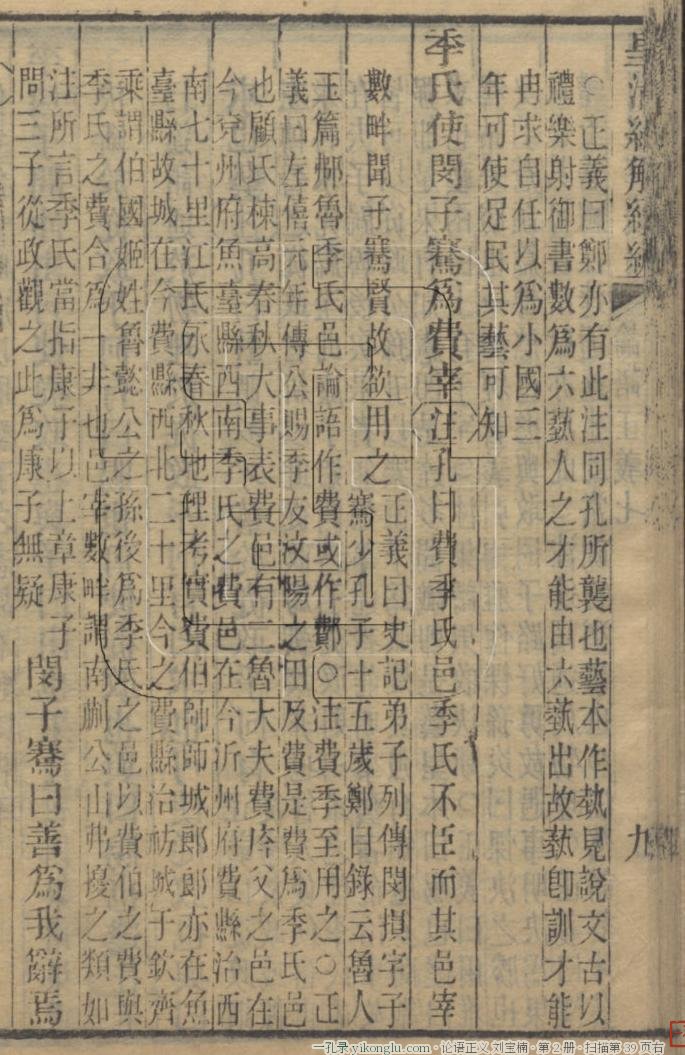 皇清經解續編
九
○正義曰鄭亦有此注同孔所襲也藝本作埶見說文古以
禮樂射御書數為六藝人之才能由六埶出故埶卽訓才能
冉求自任以為小國三
年可使足民其藝可知
季氏使閔子騫為費宰注孔曰費季氏邑季氏不臣而其邑宰
數畔聞子騫賢故欲用之
正義曰史記弟子列傳閔損字子
騫少孔子十五歲鄭目錄云魯人
玉篇鄪魯季氏邑論語作費或作鄪○注費季至用之○正
義曰左僖元年傳公賜季友汶陽之田及費是費為季氏邑
也顧氏棟高春秋大事表費邑有二魯大夫費庈父之邑在
今兗州府魚臺縣西南季氏之費邑在今沂州府費縣治西
南七十里江氏永春秋地理考實費伯帥師城郎郎亦在魚
臺縣故城在今費縣西北二十里今之費縣治祊城于欽齊
乘謂伯國姬姓魯懿公之孫後為季氏之邑以費伯之費與
季氏之費合為一非也邑宰數畔謂南蒯公山弗擾之類如
注所言季氏當指康子以上章康子
問三子從政觀之此為康子無疑
閔子騫曰善為我辭焉
一孔录 yikonglu.com · 论语正义 刘宝楠 · 第 2 册 · 扫描第 39 页右